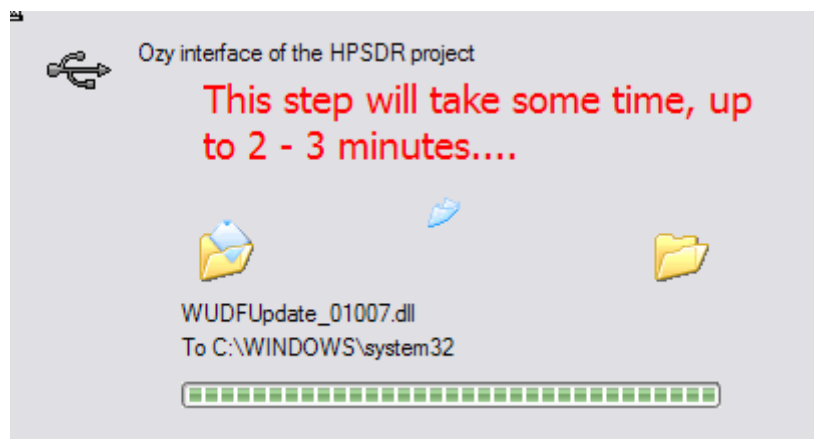 Ozy interface of the HPSDR project
This step will take some time, up
to 2 - 3 minutes....
WUDFUpdate_01007.dll
To C:\WINDOWS\system32